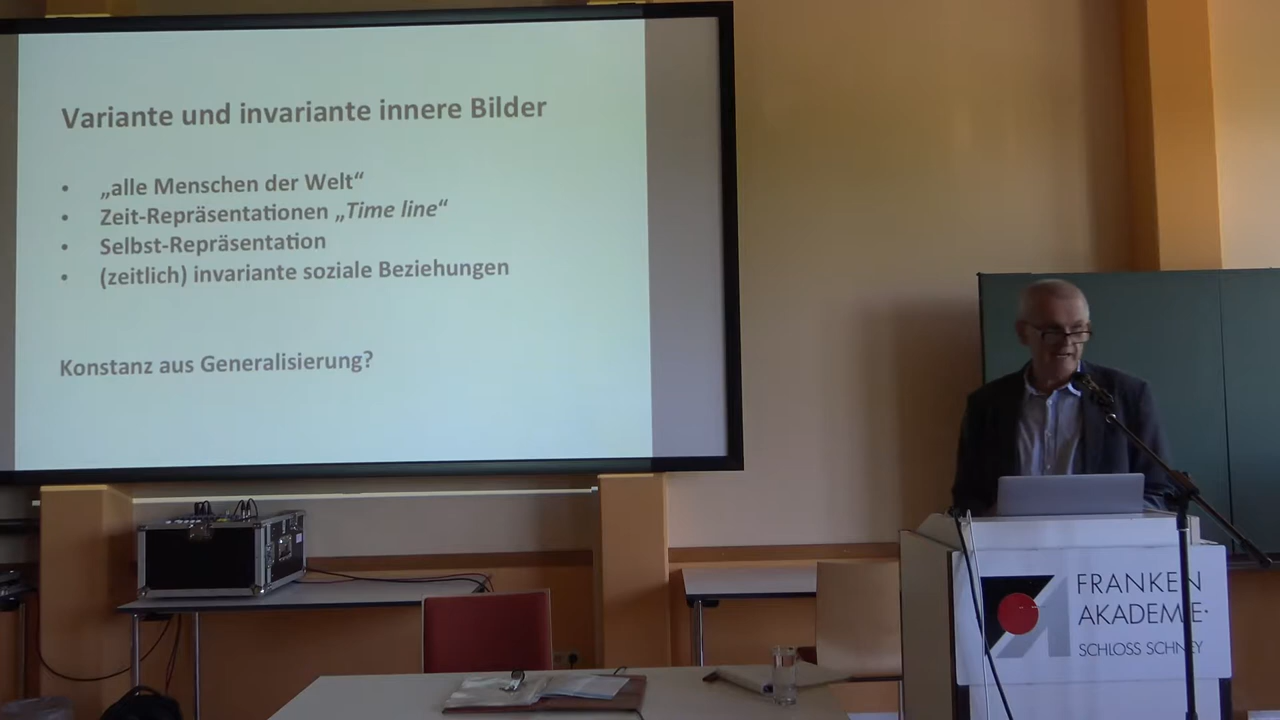 Variante und invariante innere Bilder
• „alle Menschen der Welt“
• Zeit-Repräsentationen „Time line“
• Selbst-Repräsentation
• (zeitlich) invariante soziale Beziehungen
Konstanz aus Generalisierung?
FRANKEN
AKADEMIE
SCHLOSS SCHNEY